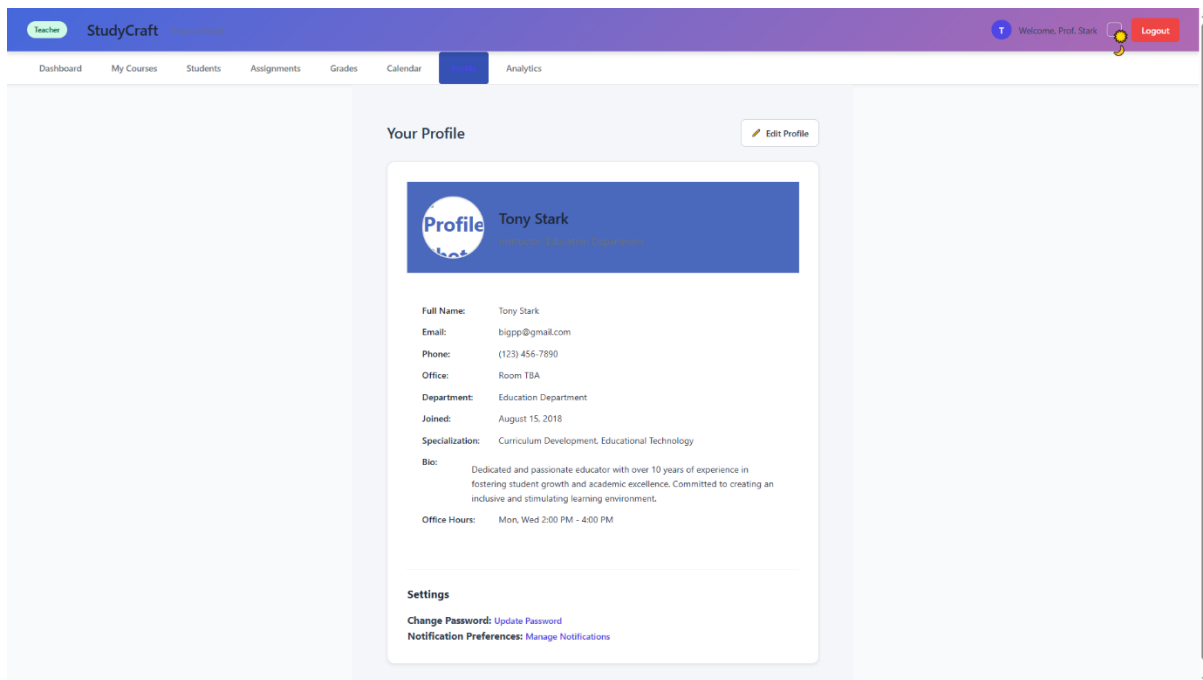 Teacher
StudyCraft
T
Welcome, Prof. Stark
Logout
Dashboard
My Courses
Students
Assignments
Grades
Calendar
Profile
Analytics
Your Profile
Edit Profile
Profile
Tony Stark
Full Name: Tony Stark
Email: bigpp@gmail.com
Phone: (123) 456-7890
Office: Room TBA
Department: Education Department
Joined: August 15, 2018
Specialization: Curriculum Development, Educational Technology
Bio:
Dedicated and passionate educator with over 10 years of experience in
fostering student growth and academic excellence. Committed to creating an
inclusive and stimulating learning environment.
Office Hours: Mon, Wed 2:00 PM - 4:00 PM
Settings
Change Password: Update Password
Notification Preferences: Manage Notifications